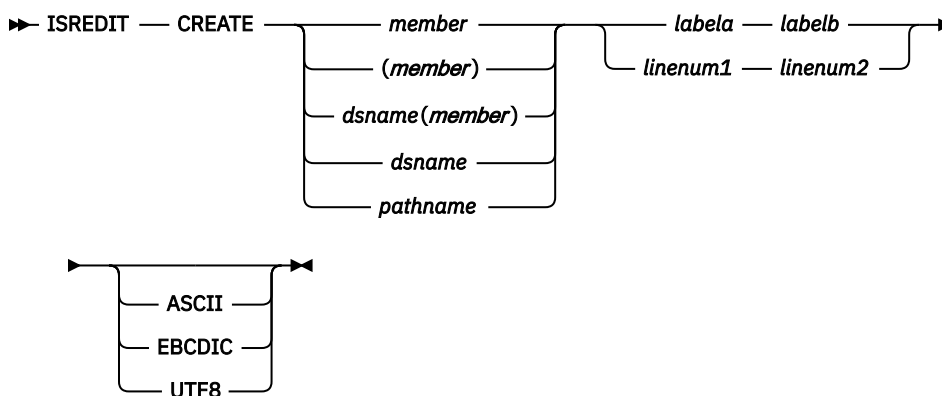 ISREDIT CREATE member labela labelb
(member) linenum1 linenum2
dsname(member)
dsname
pathname
ASCII
EBCDIC
UTF8